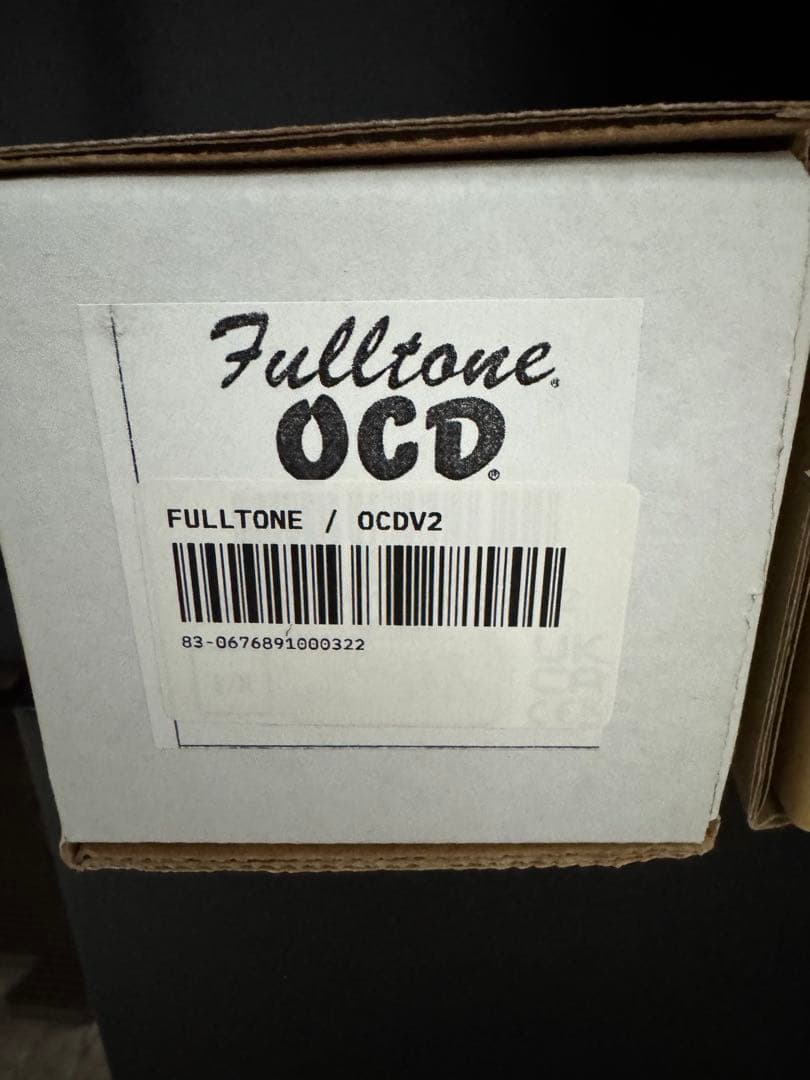 Fulltone®
OCD®
FULLTONE / OCDV2
83-0676891000322